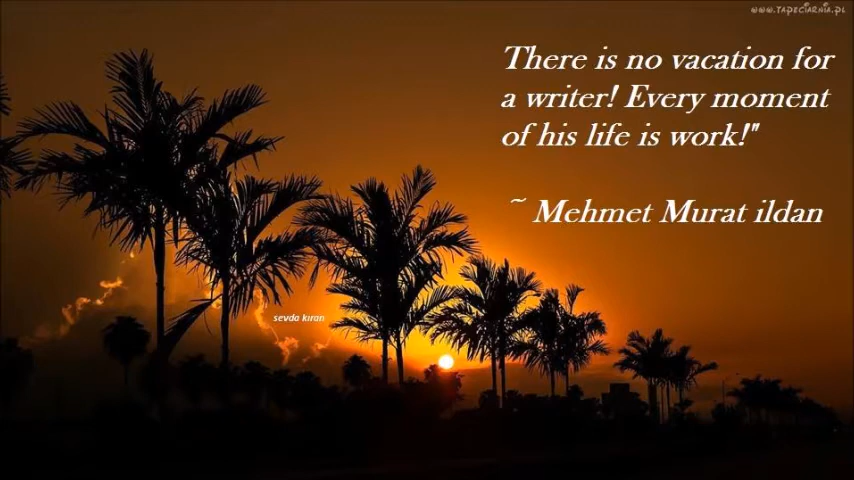 www.tapeciarnia.pl
There is no vacation for
a writer! Every moment
of his life is work!"
~ Mehmet Murat ildan
sevda kıran